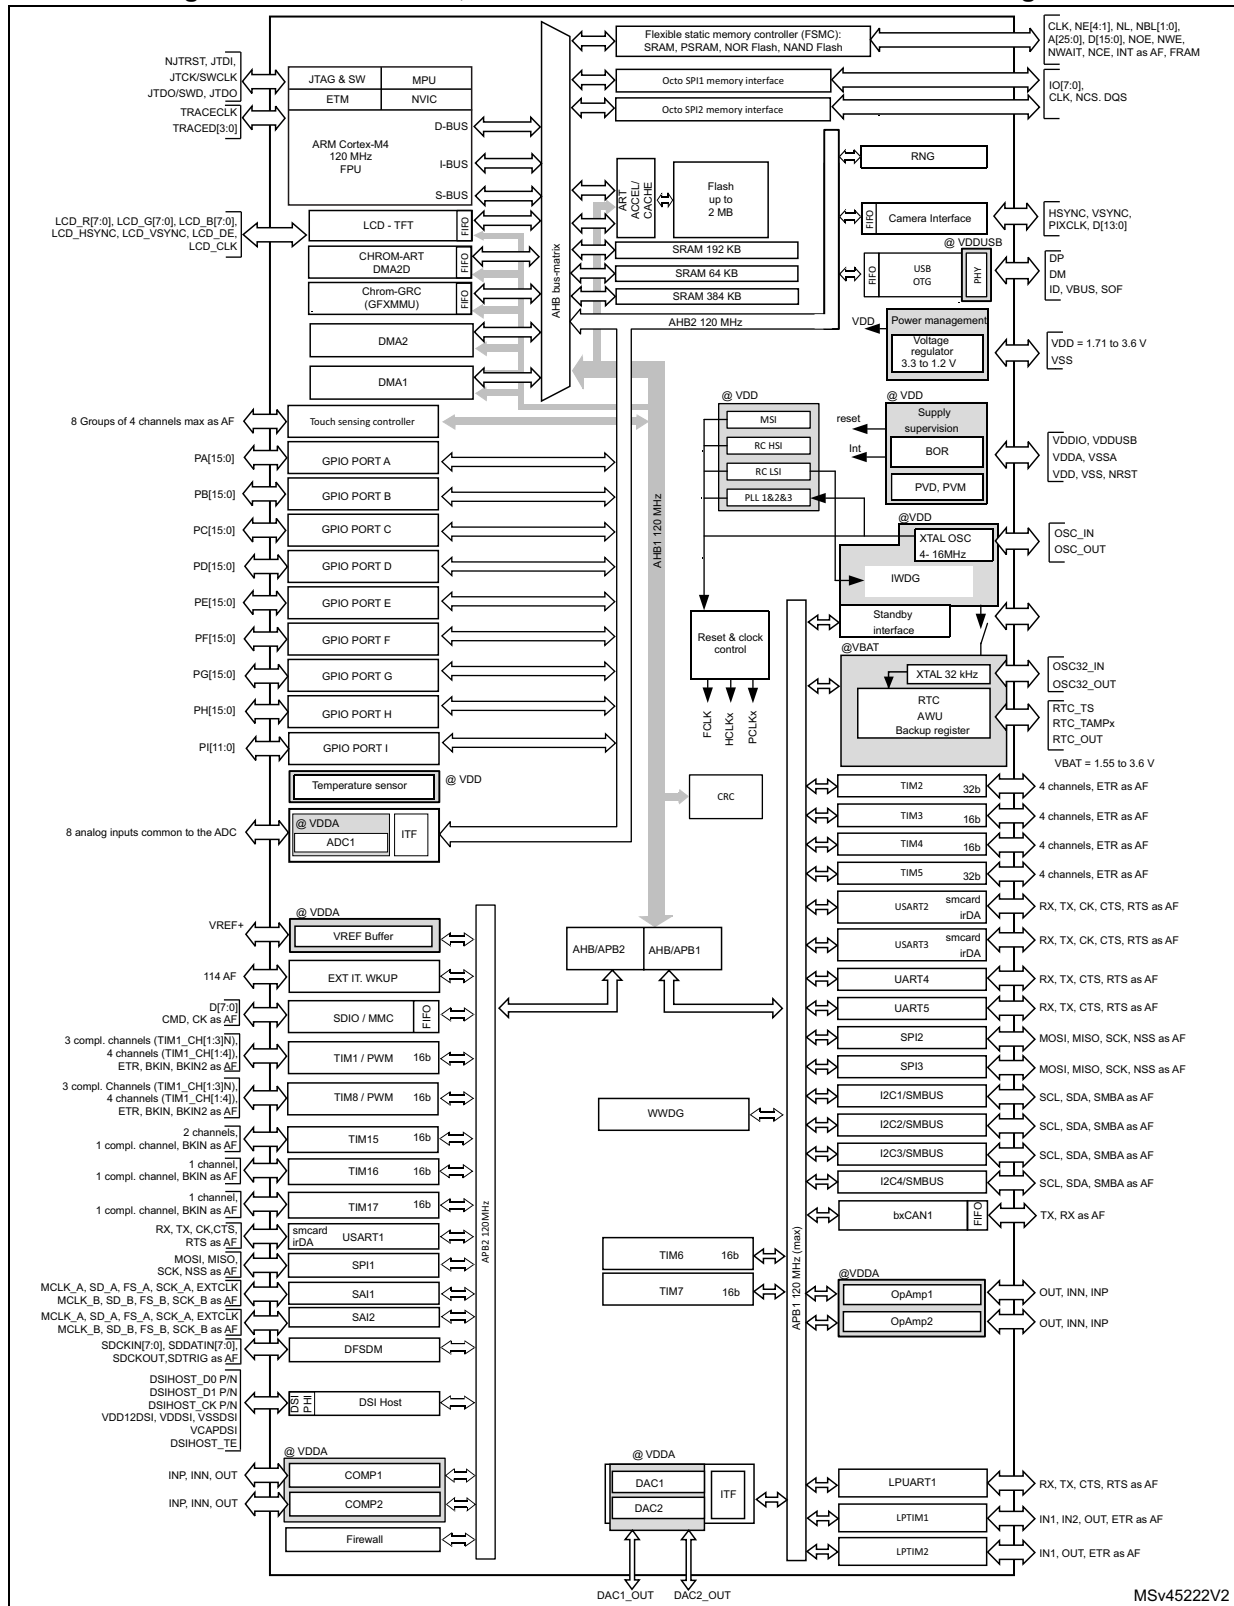 Flexible static memory controller (FSMC):
SRAM, PSRAM, NOR Flash, NAND Flash
CLK, NE[4:1], NL, NBL[1:0],
A[25:0], D[15:0], NOE, NWE,
NWAIT, NCE, INT as AF, FRAM
NJTRST, JTDI,
JTCK/SWCLK
JTDO/SWD, JTDO
JTAG & SW
MPU
Octo SPI1 memory interface
IO[7:0],
CLK, NCS. DQS
ETM
NVIC
Octo SPI2 memory interface
TRACECLK
TRACED[3:0]
D-BUS
ARM Cortex-M4
120 MHz
FPU
I-BUS
S-BUS
AHB bus-matrix
ART
ACCEL/
CACHE
Flash
up to
2 MB
RNG
LCD_R[7:0], LCD_G[7:0], LCD_B[7:0],
LCD_HSYNC, LCD_VSYNC, LCD_DE,
LCD_CLK
LCD - TFT
FIFO
FIFO
Camera Interface
HSYNC, VSYNC,
PIXCLK, D[13:0]
CHROM-ART
DMA2D
FIFO
SRAM 192 KB
SRAM 64 KB
SRAM 384 KB
@ VDDUSB
FIFO
USB
OTG
PHY
DP
DM
ID, VBUS, SOF
Chrom-GRC
(GFXMMU)
FIFO
AHB2 120 MHz
DMA2
VDD
Power management
Voltage
regulator
3.3 to 1.2 V
VDD = 1.71 to 3.6 V
VSS
DMA1
@ VDD
@ VDD
8 Groups of 4 channels max as AF
Touch sensing controller
MSI
RC HSI
RC LSI
PLL 1&2&3
reset
Int
Supply
supervision
BOR
PVD, PVM
VDDIO, VDDUSB
VDDA, VSSA
VDD, VSS, NRST
PA[15:0]
GPIO PORT A
PB[15:0]
GPIO PORT B
PC[15:0]
GPIO PORT C
PD[15:0]
GPIO PORT D
PE[15:0]
GPIO PORT E
PF[15:0]
GPIO PORT F
PG[15:0]
GPIO PORT G
PH[15:0]
GPIO PORT H
PI[11:0]
GPIO PORT I
AHB1 120 MHz
@VDD
XTAL OSC
4- 16MHz
IWDG
OSC_IN
OSC_OUT
Standby
interface
Reset & clock
control
FCLK
HCLKx
PCLKx
@VBAT
XTAL 32 kHz
RTC
AWU
Backup register
OSC32_IN
OSC32_OUT
RTC_TS
RTC_TAMPx
RTC_OUT
VBAT = 1.55 to 3.6 V
Temperature sensor
@ VDD
CRC
8 analog inputs common to the ADC
@ VDDA
ADC1
ITF
TIM2
32b
4 channels, ETR as AF
TIM3
16b
4 channels, ETR as AF
TIM4
16b
4 channels, ETR as AF
TIM5
32b
4 channels, ETR as AF
USART2
smcard
irDA
RX, TX, CK, CTS, RTS as AF
USART3
smcard
irDA
RX, TX, CK, CTS, RTS as AF
UART4
RX, TX, CTS, RTS as AF
UART5
RX, TX, CTS, RTS as AF
SPI2
MOSI, MISO, SCK, NSS as AF
SPI3
MOSI, MISO, SCK, NSS as AF
I2C1/SMBUS
SCL, SDA, SMBA as AF
I2C2/SMBUS
SCL, SDA, SMBA as AF
I2C3/SMBUS
SCL, SDA, SMBA as AF
I2C4/SMBUS
SCL, SDA, SMBA as AF
bxCAN1
FIFO
TX, RX as AF
AHB/APB2
AHB/APB1
WWDG
TIM6
16b
TIM7
16b
APB1 120 MHz (max)
@VDDA
OpAmp1
OUT, INN, INP
OpAmp2
OUT, INN, INP
VREF+
@ VDDA
VREF Buffer
114 AF
EXT IT. WKUP
D[7:0]
CMD, CK as AF
SDIO / MMC
FIFO
3 compl. channels (TIM1_CH[1:3]N),
4 channels (TIM1_CH[1:4]),
ETR, BKIN, BKIN2 as AF
TIM1 / PWM
16b
3 compl. Channels (TIM1_CH[1:3]N),
4 channels (TIM1_CH[1:4]),
ETR, BKIN, BKIN2 as AF
TIM8 / PWM
16b
2 channels,
1 compl. channel, BKIN as AF
TIM15
16b
1 channel,
1 compl. channel, BKIN as AF
TIM16
16b
1 channel,
1 compl. channel, BKIN as AF
TIM17
16b
RX, TX, CK,CTS,
RTS as AF
smcard
irDA
USART1
MOSI, MISO,
SCK, NSS as AF
SPI1
MCLK_A, SD_A, FS_A, SCK_A, EXTCLK
MCLK_B, SD_B, FS_B, SCK_B as AF
SAI1
MCLK_A, SD_A, FS_A, SCK_A, EXTCLK
MCLK_B, SD_B, FS_B, SCK_B as AF
SAI2
SDCKIN[7:0], SDDATIN[7:0],
SDCKOUT,SDTRIG as AF
DFSDM
APB2 120MHz
DSIHOST_D0 P/N
DSIHOST_D1 P/N
DSIHOST_CK P/N
VDD12DSI, VDDSI, VSSDSI
VCAPDSI
DSIHOST_TE
DSI
PHI
DSI Host
@ VDDA
INP, INN, OUT
COMP1
INP, INN, OUT
COMP2
Firewall
@ VDDA
DAC1
DAC2
ITF
DAC1_OUT
DAC2_OUT
LPUART1
RX, TX, CTS, RTS as AF
LPTIM1
IN1, IN2, OUT, ETR as AF
LPTIM2
IN1, OUT, ETR as AF
MSv45222V2